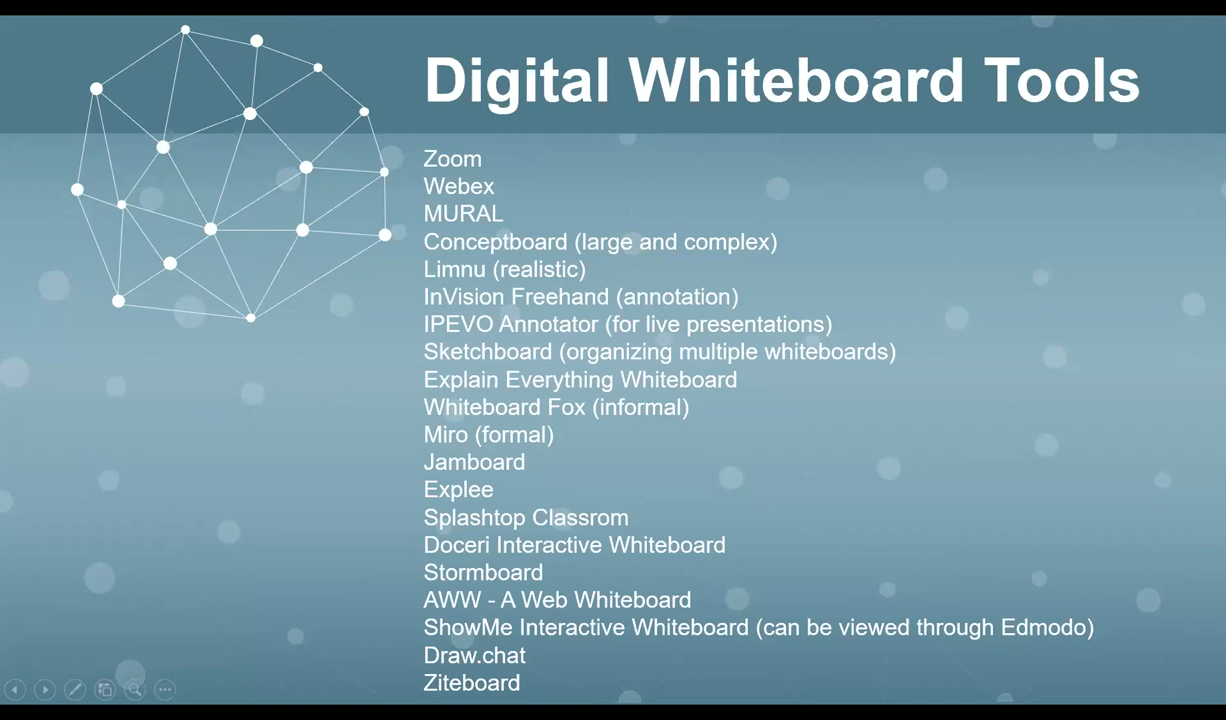 Digital Whiteboard Tools
Zoom
Webex
MURAL
Conceptboard (large and complex)
Limnu (realistic)
InVision Freehand (annotation)
IPEVO Annotator (for live presentations)
Sketchboard (organizing multiple whiteboards)
Explain Everything Whiteboard
Whiteboard Fox (informal)
Miro (formal)
Jamboard
Explee
Splashtop Classrom
Doceri Interactive Whiteboard
Stormboard
AWW - A Web Whiteboard
ShowMe Interactive Whiteboard (can be viewed through Edmodo)
Draw.chat
Ziteboard